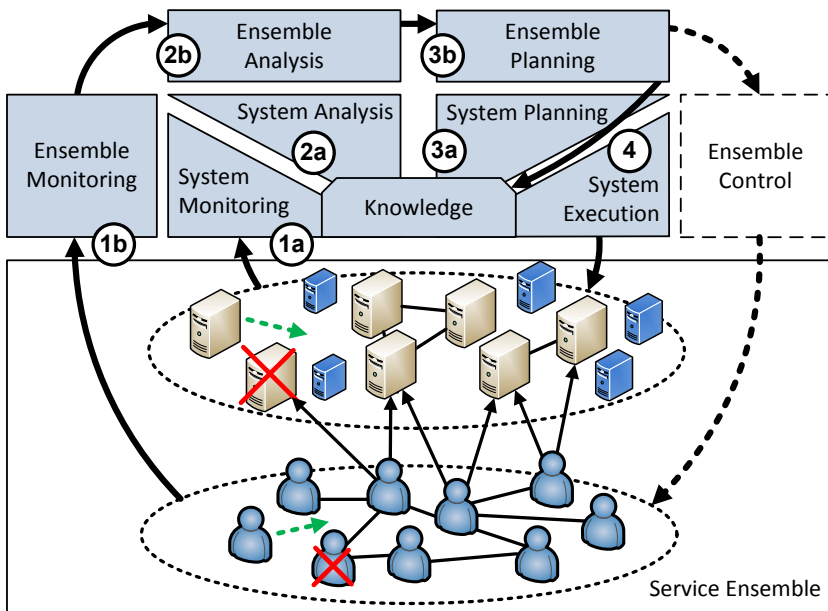 2b
Ensemble
Analysis
3b
Ensemble
Planning
Ensemble
Monitoring
1b
System Analysis
2a
System
Monitoring
1a
Knowledge
System Planning
3a
4
System
Execution
Ensemble
Control
Service Ensemble